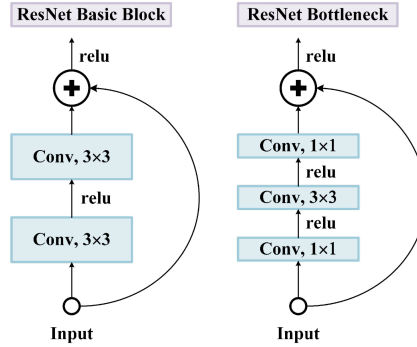 ResNet Basic Block
relu
Conv, 3×3
relu
Conv, 3×3
Input
ResNet Bottleneck
relu
Conv, 1×1
relu
Conv, 3×3
relu
Conv, 1×1
Input